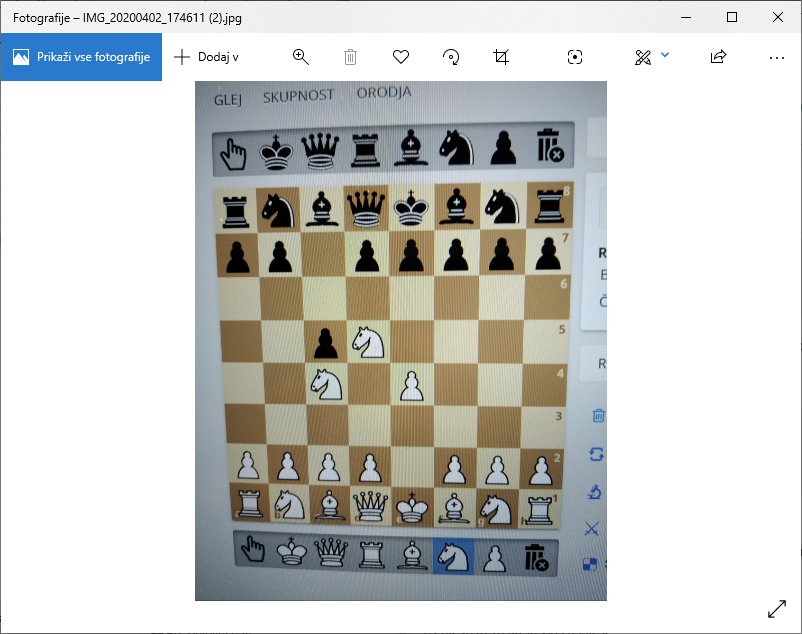 Fotografije – IMG_20200402_174611 (2).jpg
Prikaži vse fotografije
Dodaj v
GLEJ SKUPNOST ORODJA
8
7
6
5
4
3
2
1
g h